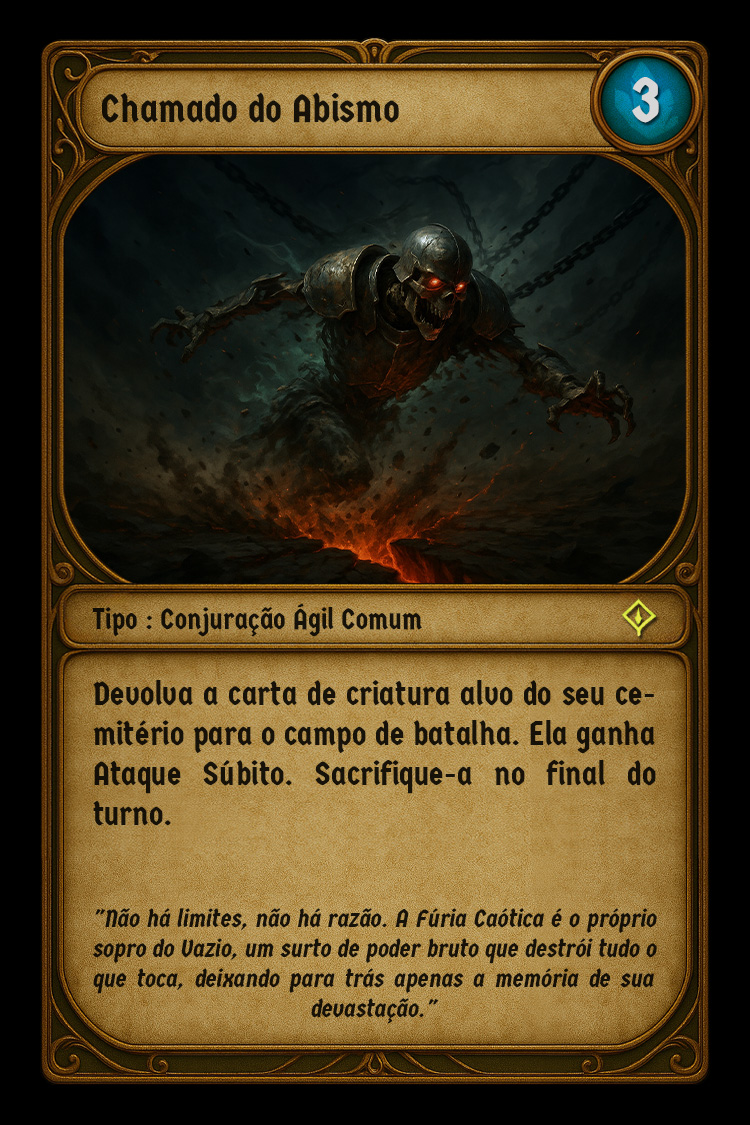 Chamado do Abismo
3
Tipo : Conjuração Ágil Comum
Devolva a carta de criatura alvo do seu ce-
mitério para o campo de batalha. Ela ganha
Ataque Súbito. Sacrifique-a no final do
turno.
"Não há limites, não há razão. A Fúria Caótica é o próprio
sopro do Vazio, um surto de poder bruto que destrói tudo o
que toca, deixando para trás apenas a memória de sua
devastação."